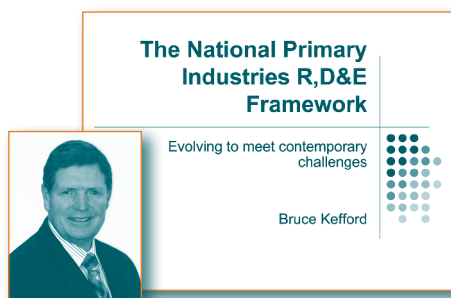 The National Primary
Industries R,D&E
Framework
Evolving to meet contemporary
challenges
Bruce Kefford